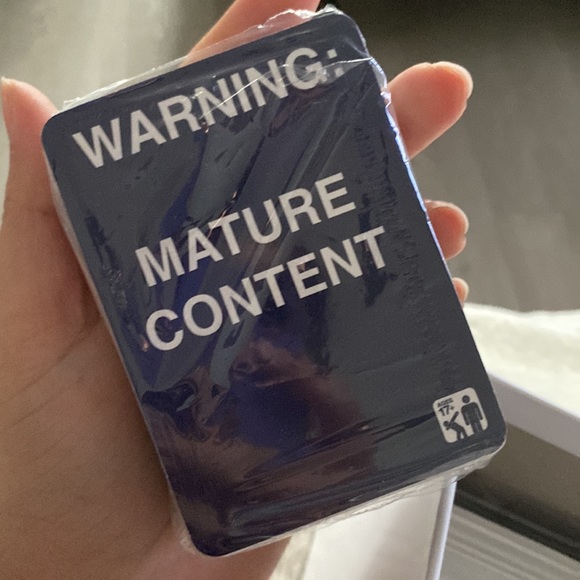 WARNING:
MATURE
CONTENT
AGES
17+